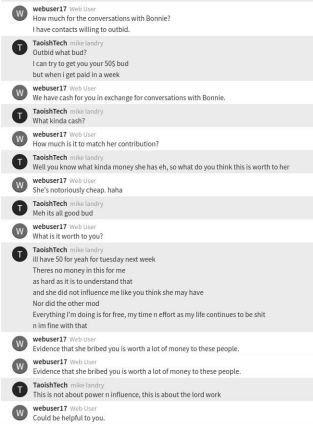 W webuser17 Web User
How much for the conversations with Bonnie?
I have contacts willing to outbid.
T TaoishTech mike landry
Outbid what bud?
I can try to get you your 50$ bud
but when i get paid in a week
W webuser17 Web User
We have cash for you in exchange for conversations with Bonnie.
T TaoishTech mike landry
What kinda cash?
W webuser17 Web User
How much is it to match her contribution?
T TaoishTech mike landry
Well you know what kinda money she has eh, so what do you think this is worth to her
W webuser17 Web User
She's notoriously cheap. haha
T TaoishTech mike landry
Meh its all good bud
W webuser17 Web User
What is it worth to you?
T TaoishTech mike landry
ill have 50 for yeah for tuesday next week
Theres no money in this for me
as hard as it is to understand that
and she did not influence me like you think she may have
Nor did the other mod
Everything I'm doing is for free, my time n effort as my life continues to be shit
n im fine with that
W webuser17 Web User
Evidence that she bribed you is worth a lot of money to these people.
W webuser17 Web User
Evidence that she bribed you is worth a lot of money to these people.
T TaoishTech mike landry
This is not about power n influence, this is about the lord work
W webuser17 Web User
Could be helpful to you.